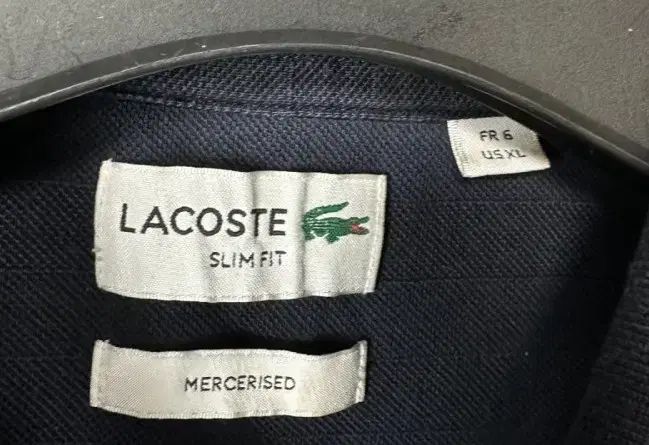 FR 6
US XL
LACOSTE
SLIM FIT
MERCERISED